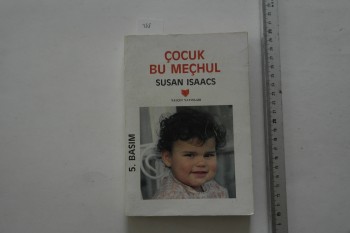 ÇOCUK
BU MEÇHUL
SUSAN ISAACS
5. BASIM